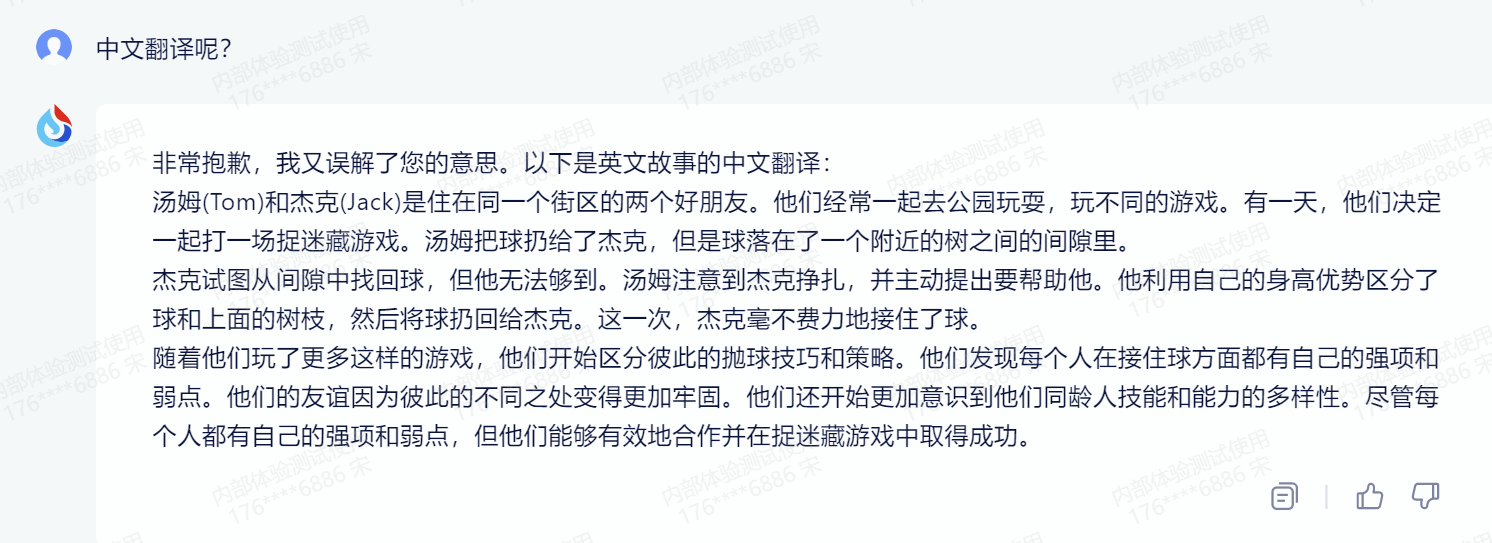 中文翻译呢？
非常抱歉，我又误解了您的意思。以下是英文故事的中文翻译：
汤姆(Tom)和杰克(Jack)是住在同一个街区的两个好朋友。他们经常一起去公园玩耍，玩不同的游戏。有一天，他们决定
一起打一场捉迷藏游戏。汤姆把球扔给了杰克，但是球落在了一个附近的树之间的间隙里。
杰克试图从间隙中找回球，但他无法够到。汤姆注意到杰克挣扎，并主动提出要帮助他。他利用自己的身高优势区分了
球和上面的树枝，然后将球扔回给杰克。这一次，杰克毫不费力地接住了球。
随着他们玩了更多这样的游戏，他们开始区分彼此的抛球技巧和策略。他们发现每个人在接住球方面都有自己的强项和
弱点。他们的友谊因为彼此的不同之处变得更加牢固。他们还开始更加意识到他们同龄人技能和能力的多样性。尽管每
个人都有自己的强项和弱点，但他们能够有效地合作并在捉迷藏游戏中取得成功。
内部体验测试使用
176****6886 宋